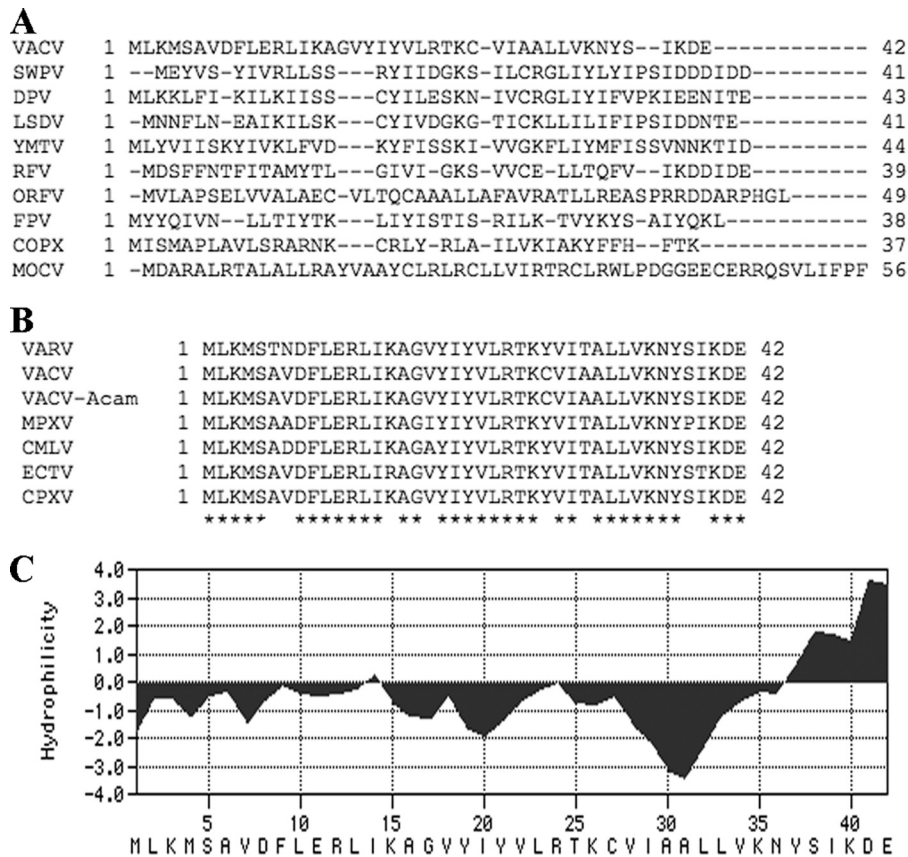 A
VACV 1 MLKMSAVDFLERLIKAGVYIYVLRTKC-VIAALLVKNYS--IKDE----------- 42
SWPV 1 --MEYVS-YIVRLLSS---RYIIDGKS-ILCRGLIYLYIPSIDDDIDD-------- 41
DPV 1 MLKKLFI-KILKIISS---CYILESKN-IVCRGLIYIFVPKIEENITE-------- 43
LSDV 1 -MNNFLN-EAIKILSK---CYIVDGKG-TICKLLILIFIPSIDDNTE--------- 41
YMTV 1 MLYVIISKYIVKLFVD---KYFISSKI-VVGKFLIYMFISSVNNKTID-------- 44
RFV 1 -MDSFFNTFITAMYTL---GIVI-GKS-VVCE-LLTQFV--IKDDIDE-------- 39
ORFV 1 -MVLAPSELVVALAEC-VLTQCAAALLAFAVRATLLREASPRRDDARPHGL------ 49
FPV 1 MYYQIVN--LLTIYTK---LIYISTIS-RILK-TVYKYS-AIYQKL---------- 38
COPX 1 MISMAPLAVLSRARNK---CRLY-RLA-ILVKIAKYFFH--FTK------------ 37
MOCV 1 -MDARALRTALALLRAYVAAYCLRLRCLLVIRTRCLRWLPDGGEECERRQSVLIFPF 56
B
VARV 1 MLKMSTNDFLERLIKAGVYIYVLRTKYVITALLVKNYSIKDE 42
VACV 1 MLKMSAVDFLERLIKAGVYIYVLRTKCVIAALLVKNYSIKDE 42
VACV-Acam 1 MLKMSAVDFLERLIKAGVYIYVLRTKCVIAALLVKNYSIKDE 42
MPXV 1 MLKMSAADFLERLIKAGIYIYVLRTKYVITALLVKNYPIKDE 42
CMLV 1 MLKMSADDFLERLIKAGAYIYVLRTKYVITALLVKNYSIKDE 42
ECTV 1 MLKMSAVDFLERLIRAGVYIYVLRTKYVITALLVKNYSTKDE 42
CPXV 1 MLKMSAVDFLERLIKAGVYIYVLRTKYVITALLVKNYSIKDE 42
***** ******* ** ******** ** ******* ***
C
Hydrophilicity
4.0
3.0
2.0
1.0
0.0
-1.0
-2.0
-3.0
-4.0
5 10 15 20 25 30 35 40
M L K M S A V D F L E R L I K A G V Y I Y V L R T K C V I A A L L V K N Y S I K D E